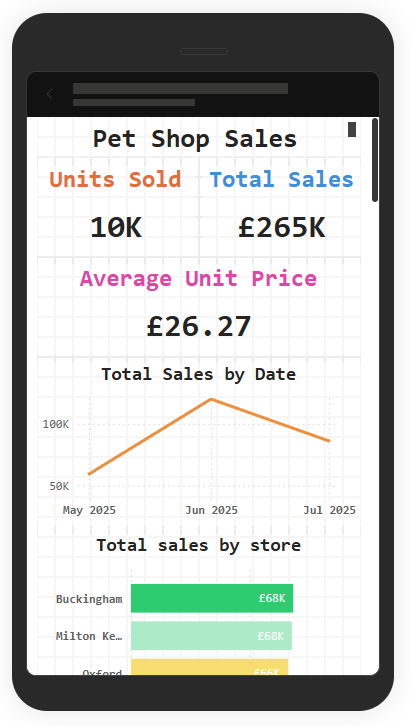 Pet Shop Sales
Units Sold Total Sales
10K £265K
Average Unit Price
£26.27
Total Sales by Date
100K
50K
May 2025 Jun 2025 Jul 2025
Total sales by store
Buckingham £68K
Milton Ke… £68K
Oxford £66K